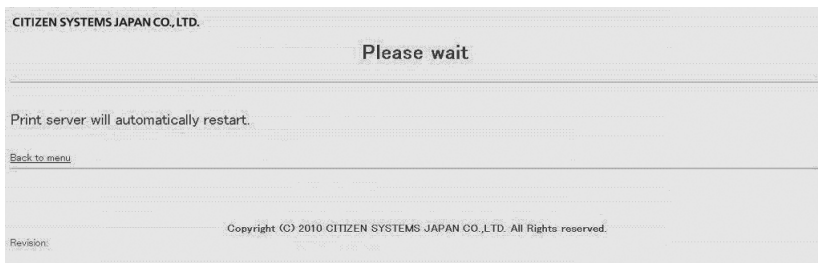 CITIZEN SYSTEMS JAPAN CO., LTD.
Please wait
Print server will automatically restart.
Back to menu
Copyright (C) 2010 CITIZEN SYSTEMS JAPAN CO.,LTD. All Rights reserved.
Revision: